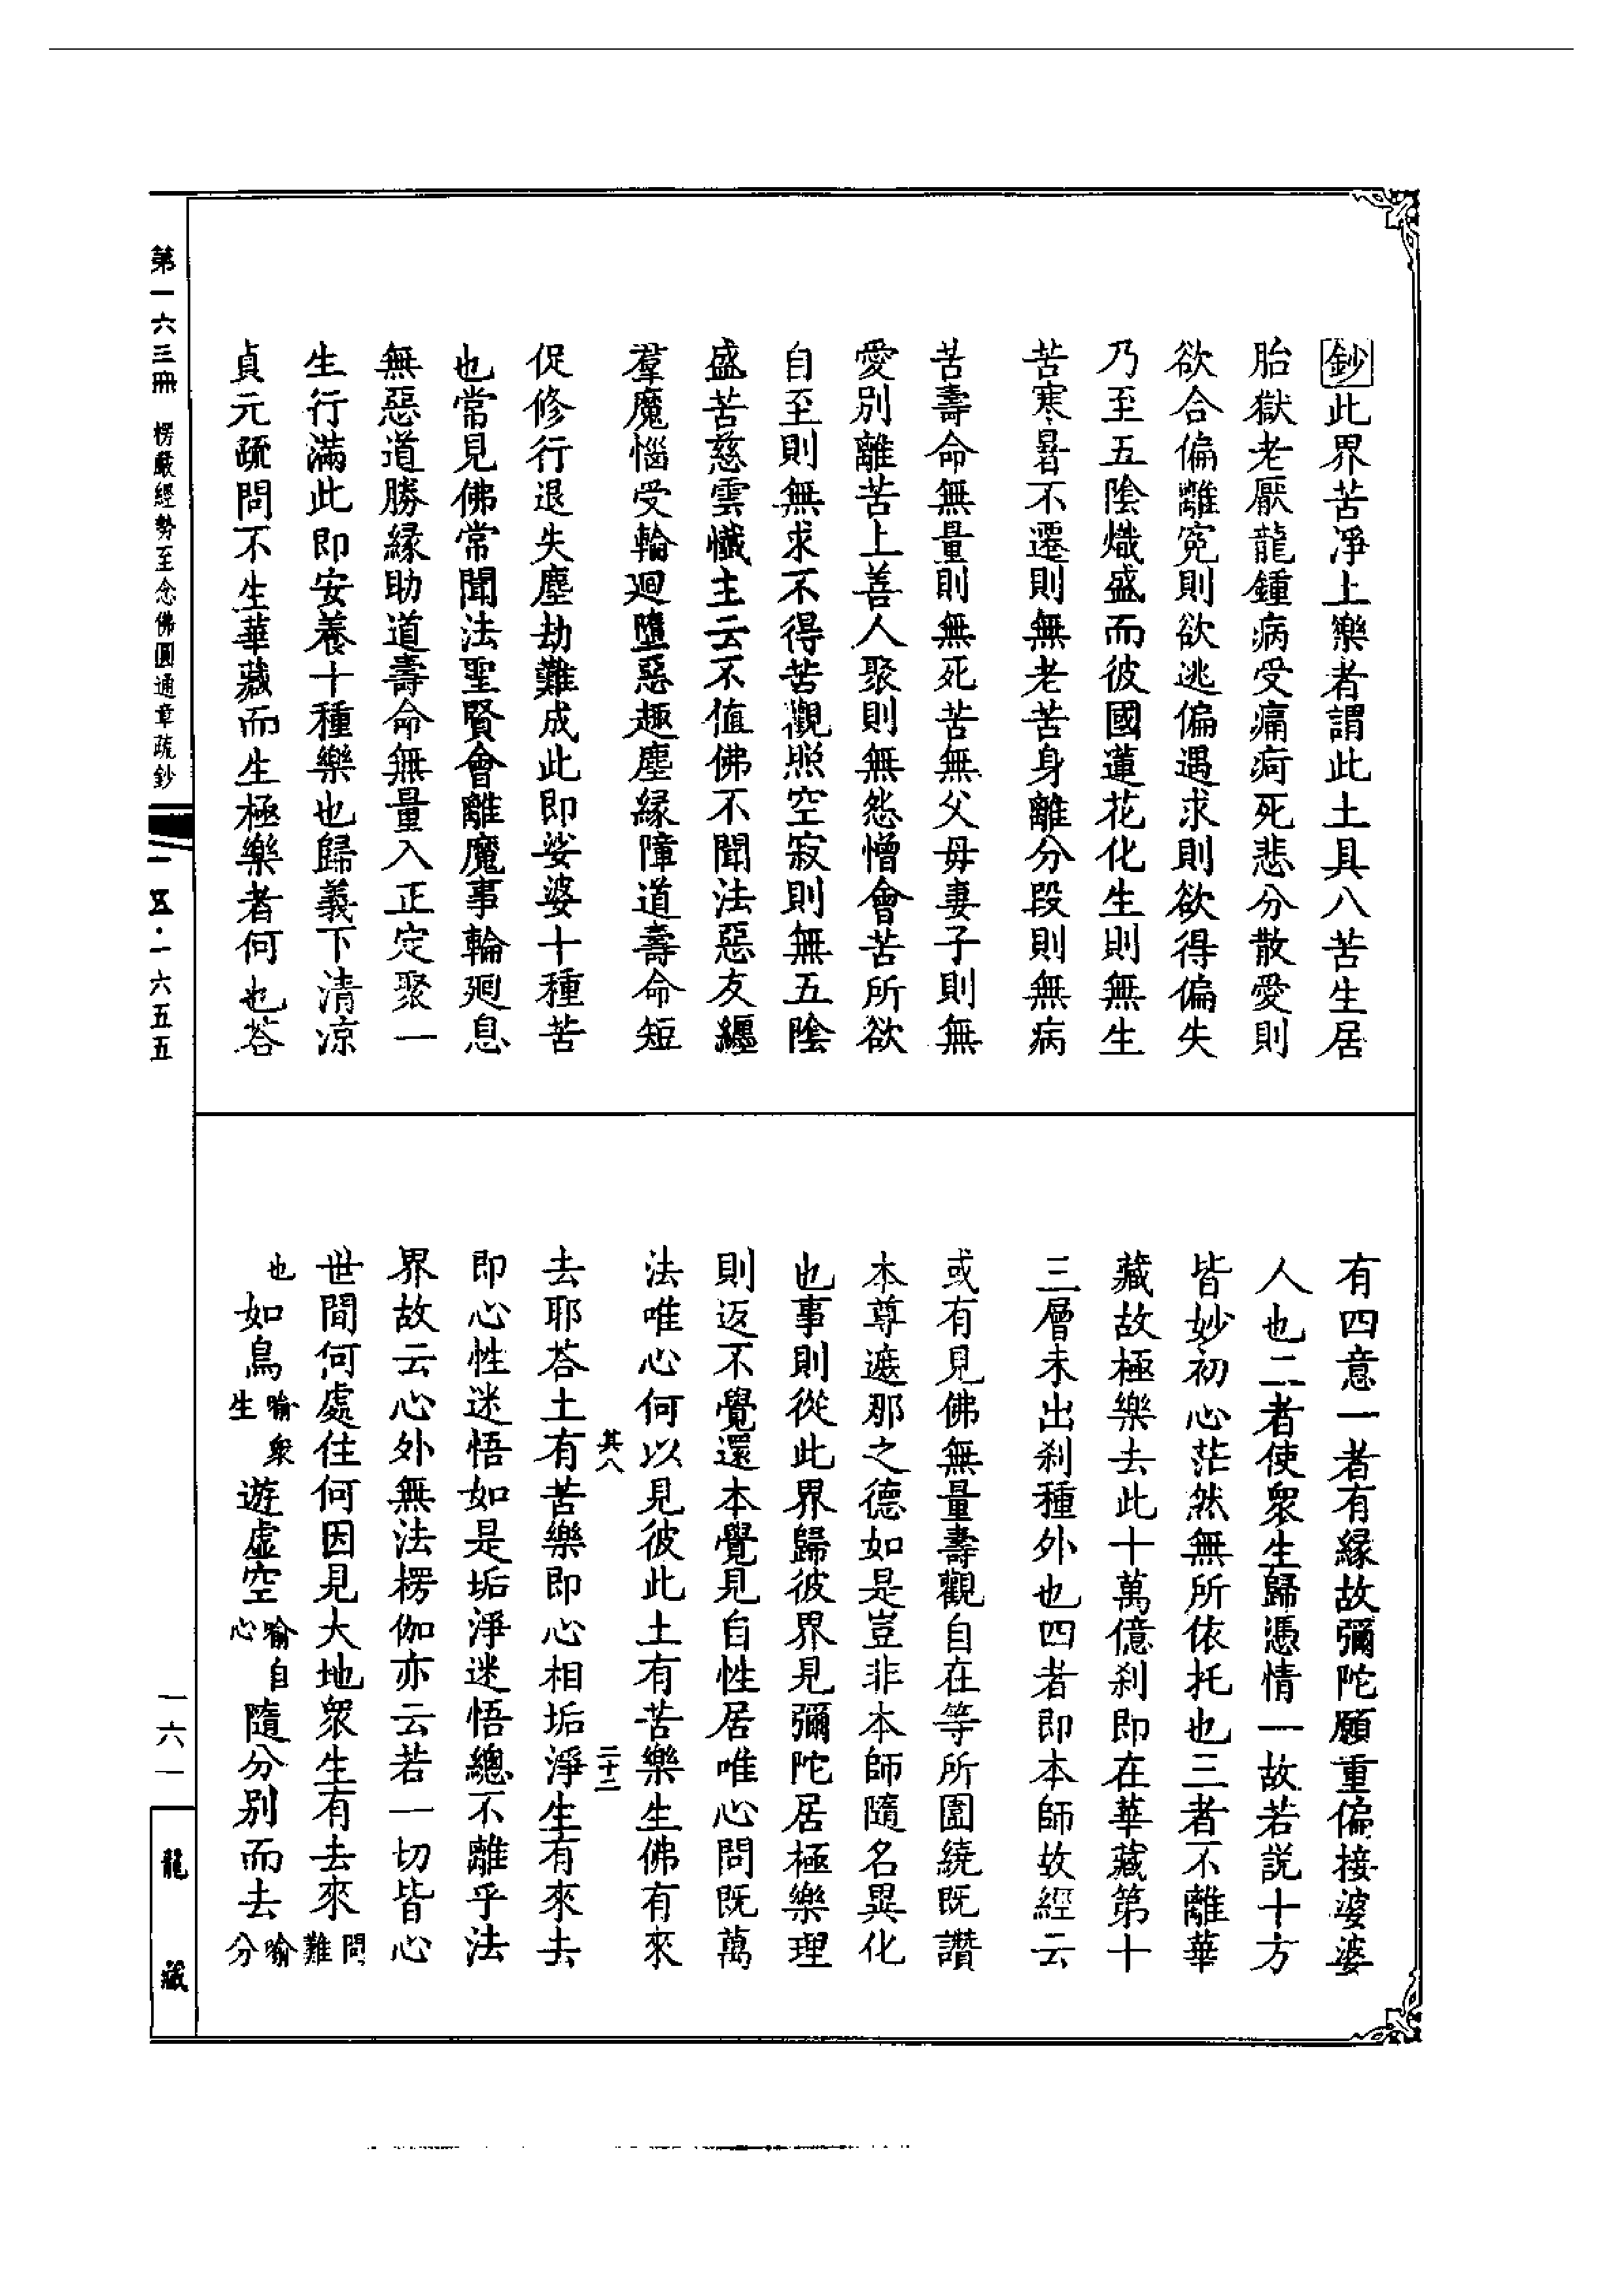 鈔此界苦淨土樂者謂此土具八苦生居
胎獄老厭龍鍾病受痛疴死悲分散愛則
欲合偏離冤則欲逃偏遇求則欲得偏失
乃至五陰熾盛而彼國蓮花化生則無生
苦寒暑不遷則無老苦身離分段則無病
苦壽命無量則無死苦無父母妻子則無
愛別離苦上善人聚則無怨憎會苦所欲
自至則無求不得苦觀照空寂則無五陰
盛苦慈雲懺主云不值佛不聞法惡友纏
羣魔惱受輪迴墮惡趣塵緣障道壽命短
促修行退失塵劫難成此即娑婆十種苦
也常見佛常聞法聖賢會離魔事輪迴息
無惡道勝緣助道壽命無量入正定聚一
生行滿此即安養十種樂也歸義下清涼
貞元疏問不生華藏而生極樂者何也荅
有四意一者有緣故彌陀願重偏接婆婆
人也二者使衆生歸憑情一故若說十方
皆妙初心茫然無所依托也三者不離華
藏故極樂去此十萬億刹即在華藏第十
三層未出刹種外也四者即本師故經云
或有見佛無量壽觀自在等所圍繞既讚
本尊遮那之德如是豈非本師隨名異化
也事則從此界歸彼界見彌陀居極樂理
則返不覺還本覺見自性居唯心問既萬
法唯心何以見彼此土有苦樂生佛有來
其八 二十二
去耶荅土有苦樂即心相垢淨生有來去
即心性迷悟如是垢淨迷悟總不離乎法
界故云心外無法楞伽亦云若一切皆心
世間何處住何因見大地衆生有去來問難
也如鳥喻衆生遊虛空喻自心隨分別而去喻分
第一六三冊 楞嚴經勢至念佛圓通章疏鈔
一五·一六五五
一六一
龍藏